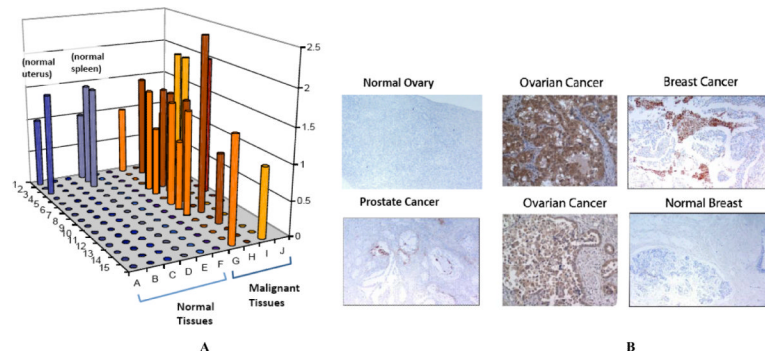 (normal
uterus)
(normal
spleen)
2.5
2
1.5
1
0.5
0
1
2
3
4
5
6
7
8
9
10
11
12
13
14
15
A
B
C
D
E
F
G
H
I
J
Normal
Tissues
Malignant
Tissues
A
Normal Ovary
Ovarian Cancer
Breast Cancer
Prostate Cancer
Ovarian Cancer
Normal Breast
B